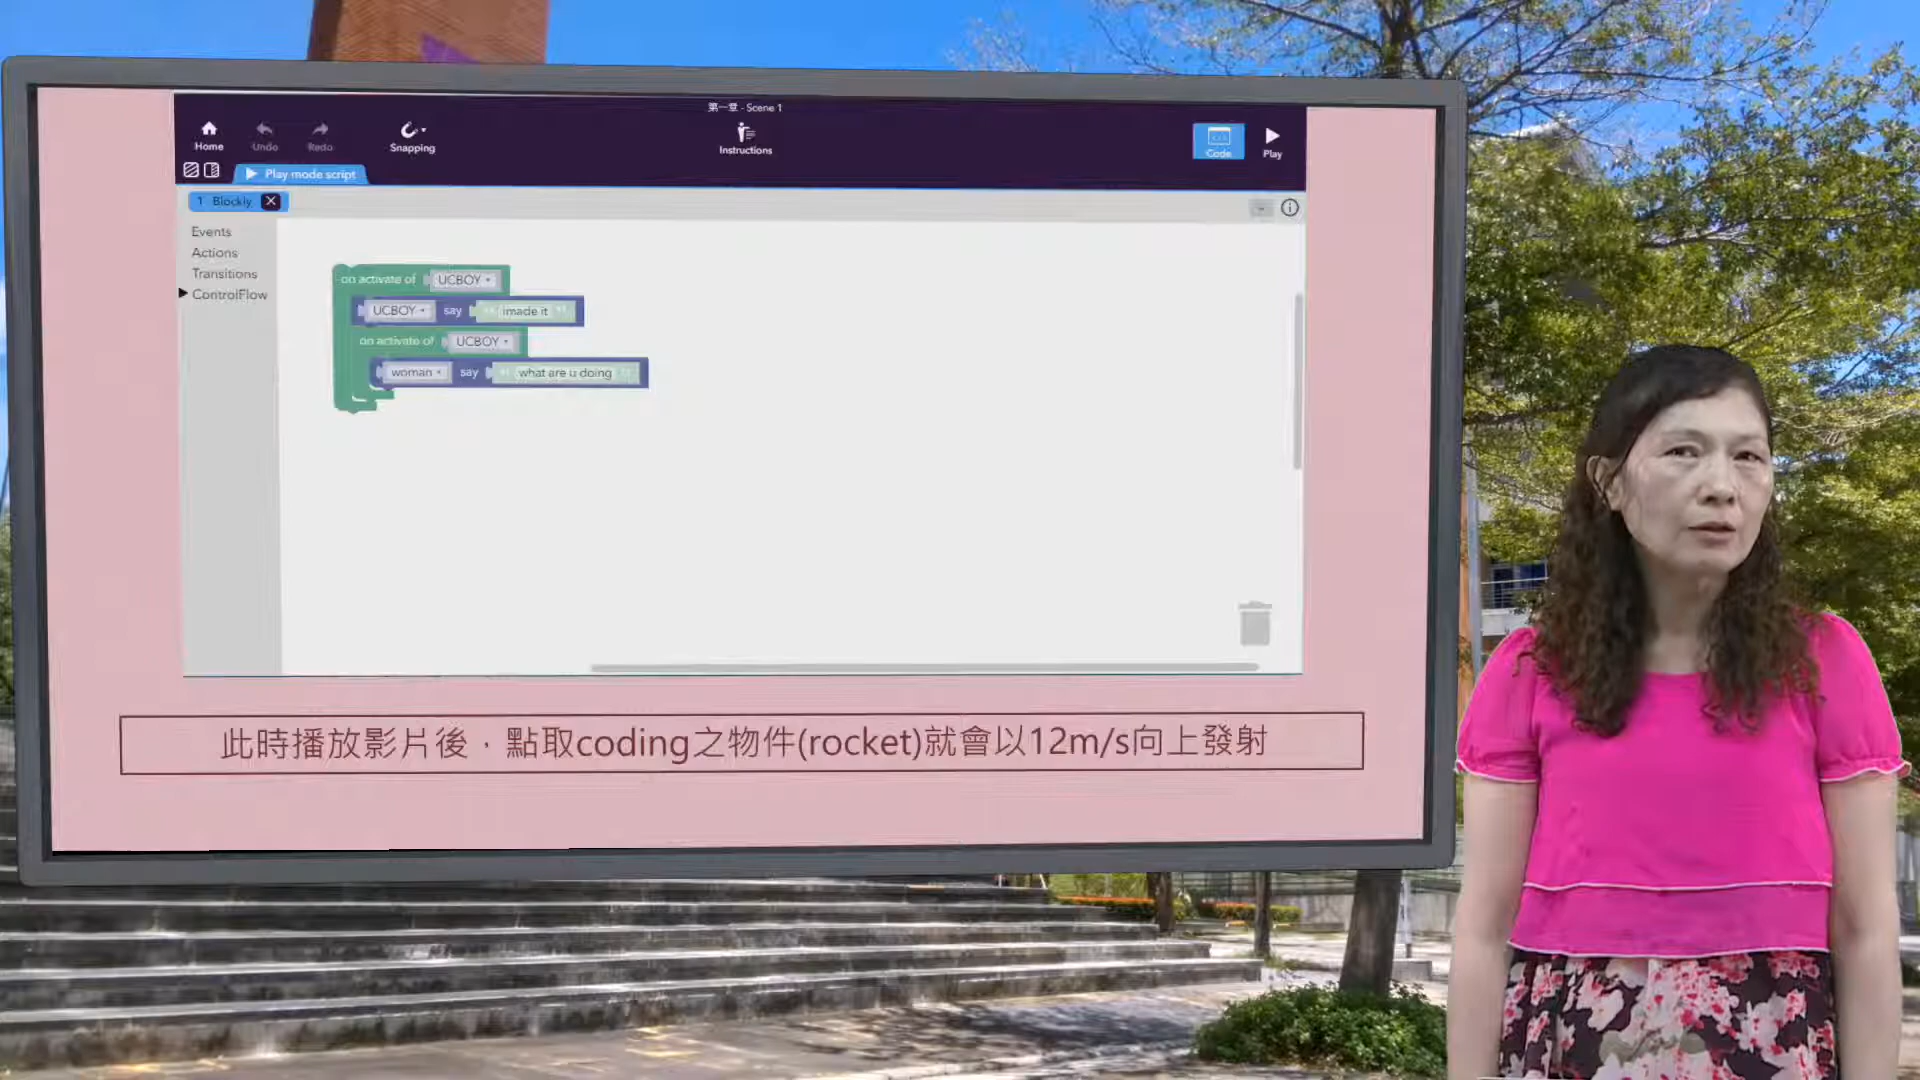 第一章 - Scene 1
Home Undo Redo Snapping Instructions Code Play
Play mode script
1 Blockly
Events
Actions
Transitions
ControlFlow
on activate of UCBOY
UCBOY say imade it
on activate of UCBOY
woman say what are u doing
此時播放影片後，點取coding之物件(rocket)就會以12m/s向上發射